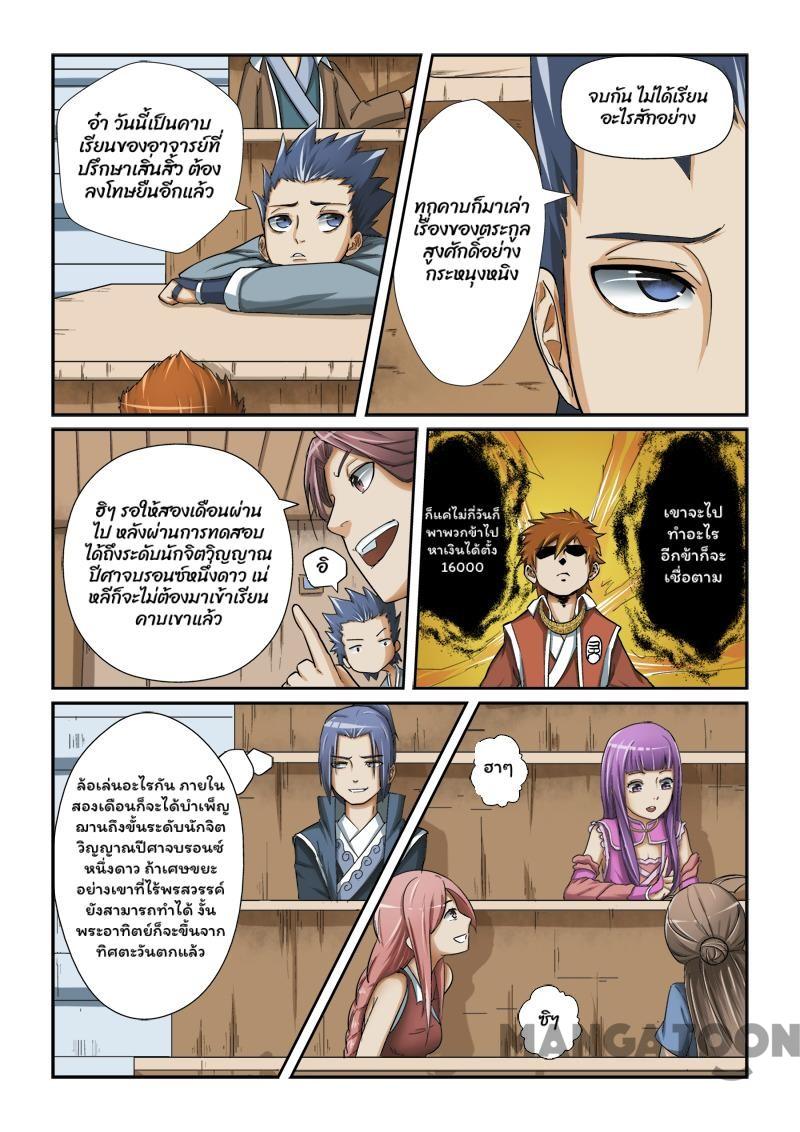 อ๋า วันนี้เป็นคาบ
เรียนของอาจารย์ที่
ปรึกษาเสิ่นสิ้ว ต้อง
ลงโทษยืนอีกแล้ว
จบกัน ไม่ได้เรียน
อะไรสักอย่าง
ทุกคาบก็มาเล่า
เรื่องของตระกูล
สูงศักดิ์อย่าง
กระหนุงหนิง
ฮิๆ รอให้สองเดือนผ่าน
ไป หลังผ่านการทดสอบ
ได้ถึงระดับนักจิตวิญญาณ
ปีศาจบรอนซ์หนึ่งดาว เน่
หลีก็จะไม่ต้องมาเข้าเรียน
คาบเขาแล้ว
อิ
ก็แค่ไม่กี่วันก็
พาพวกข้าไป
หาเงินได้ตั้ง
16000
เขาจะไป
ทำอะไร
อีกข้าก็จะ
เชื่อตาม
ล้อเล่นอะไรกัน ภายใน
สองเดือนก็จะได้บำเพ็ญ
ฌานถึงขั้นระดับนักจิต
วิญญาณปีศาจบรอนซ์
หนึ่งดาว ถ้าเศษขยะ
อย่างเขาที่ไร้พรสวรรค์
ยังสามารถทำได้ งั้น
พระอาทิตย์ก็จะขึ้นจาก
ทิศตะวันตกแล้ว
ฮาๆ
ซิๆ
MANGATOON